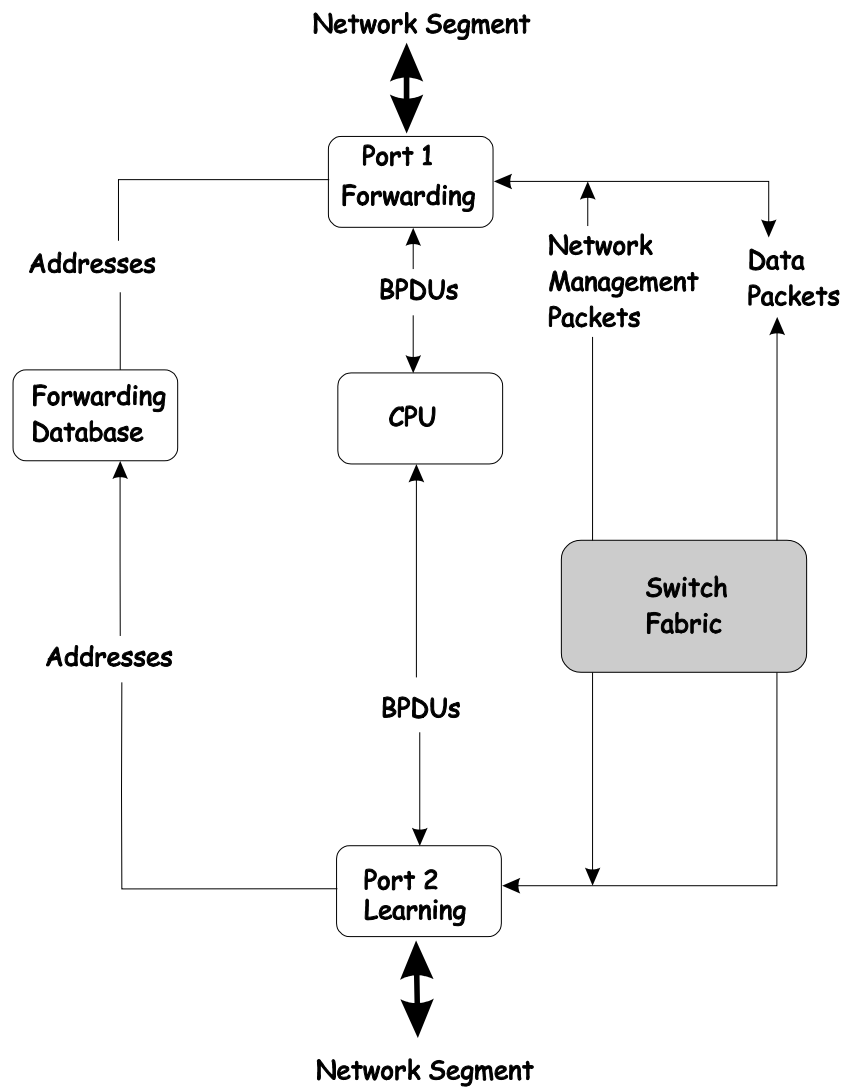 Network Segment
Port 1
Forwarding
Addresses
BPDUs
Network
Management
Packets
Data
Packets
Forwarding
Database
CPU
Switch
Fabric
Addresses
BPDUs
Port 2
Learning
Network Segment